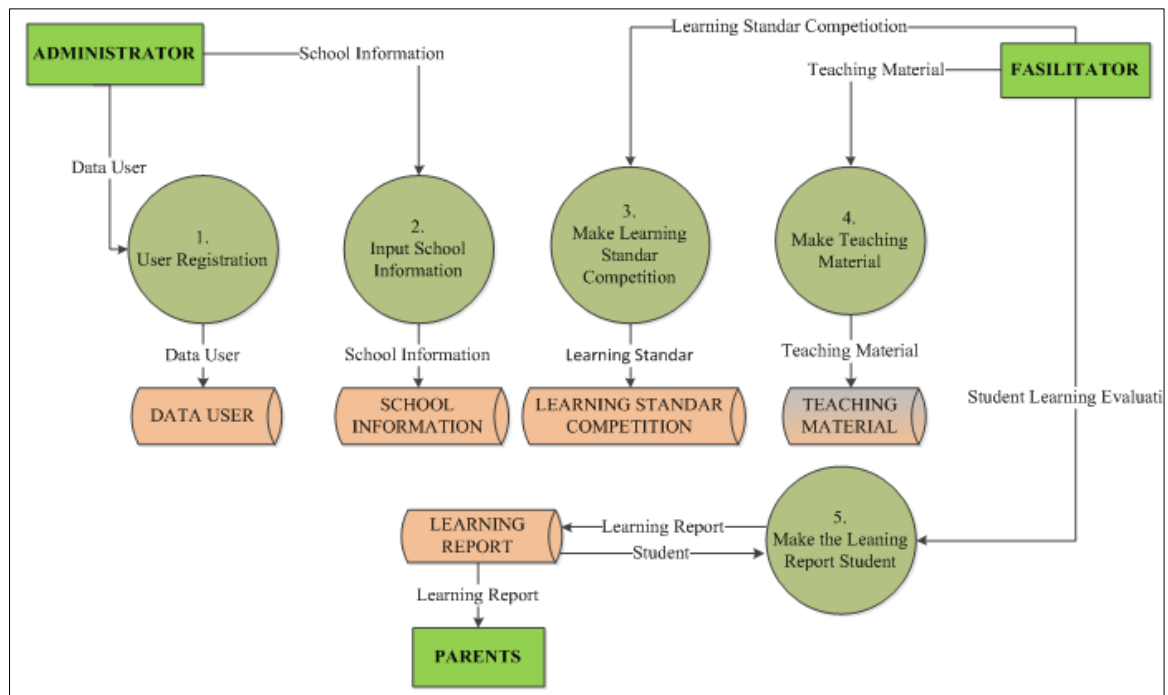 ADMINISTRATOR
School Information
Learning Standar Competiotion
Teaching Material
FASILITATOR
Data User
1.
User Registration
2.
Input School
Information
3.
Make Learning
Standar
Competition
4.
Make Teaching
Material
Data User
School Information
Learning Standar
Teaching Material
DATA USER
SCHOOL
INFORMATION
LEARNING STANDAR
COMPETITION
TEACHING
MATERIAL
Student Learning Evaluati
LEARNING
REPORT
Learning Report
Student
5.
Make the Leaning
Report Student
Learning Report
PARENTS